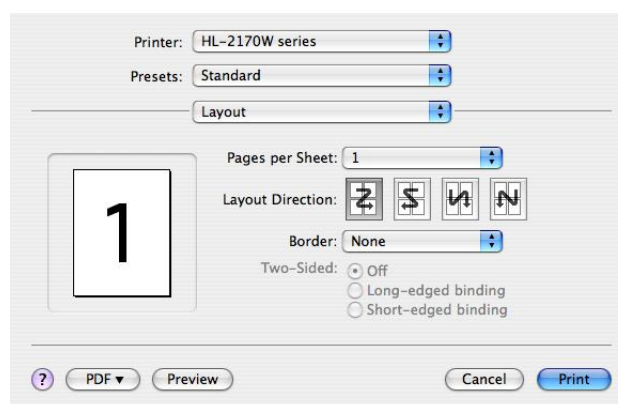 Printer: HL-2170W series
Presets: Standard
Layout
Pages per Sheet: 1
Layout Direction:
1
Border: None
Two-Sided: Off
Long-edged binding
Short-edged binding
? PDF▼ Preview Cancel Print